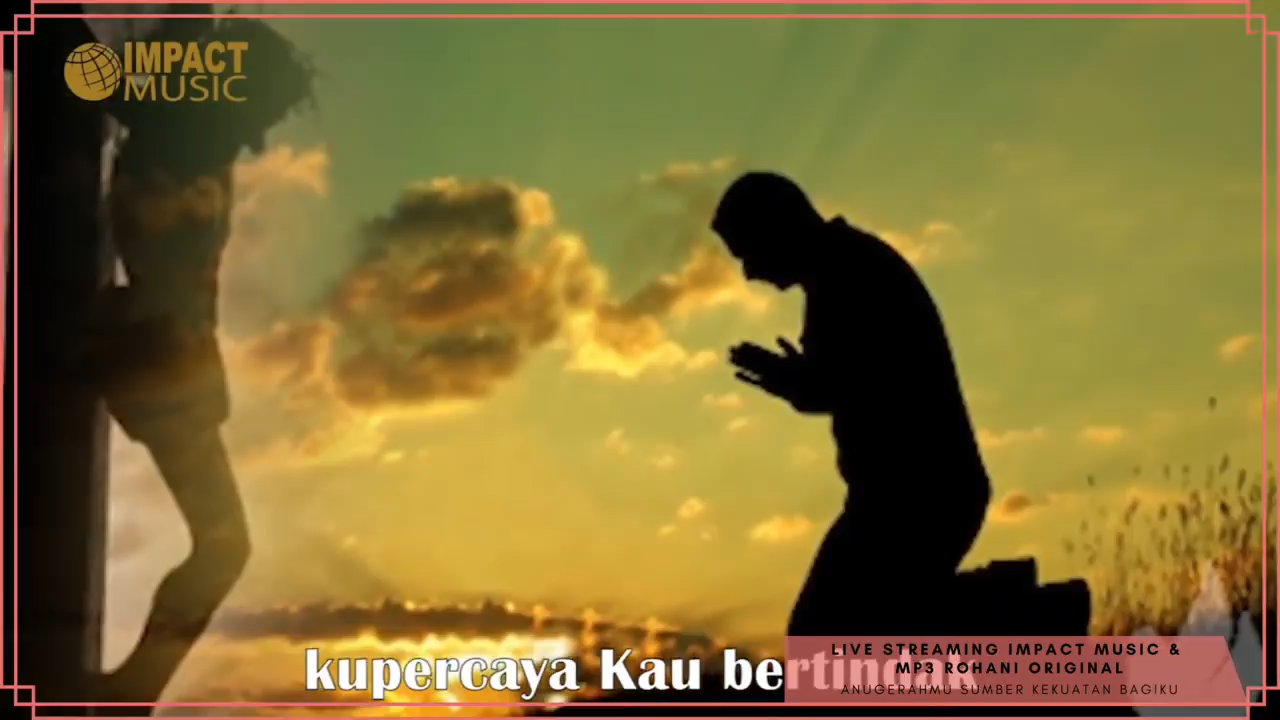 IMPACT
MUSIC
kupercaya Kau bertindak
LIVE STREAMING IMPACT MUSIC &
MP3 ROHANI ORIGINAL
ANUGERAHMU SUMBER KEKUATAN BAGIKU